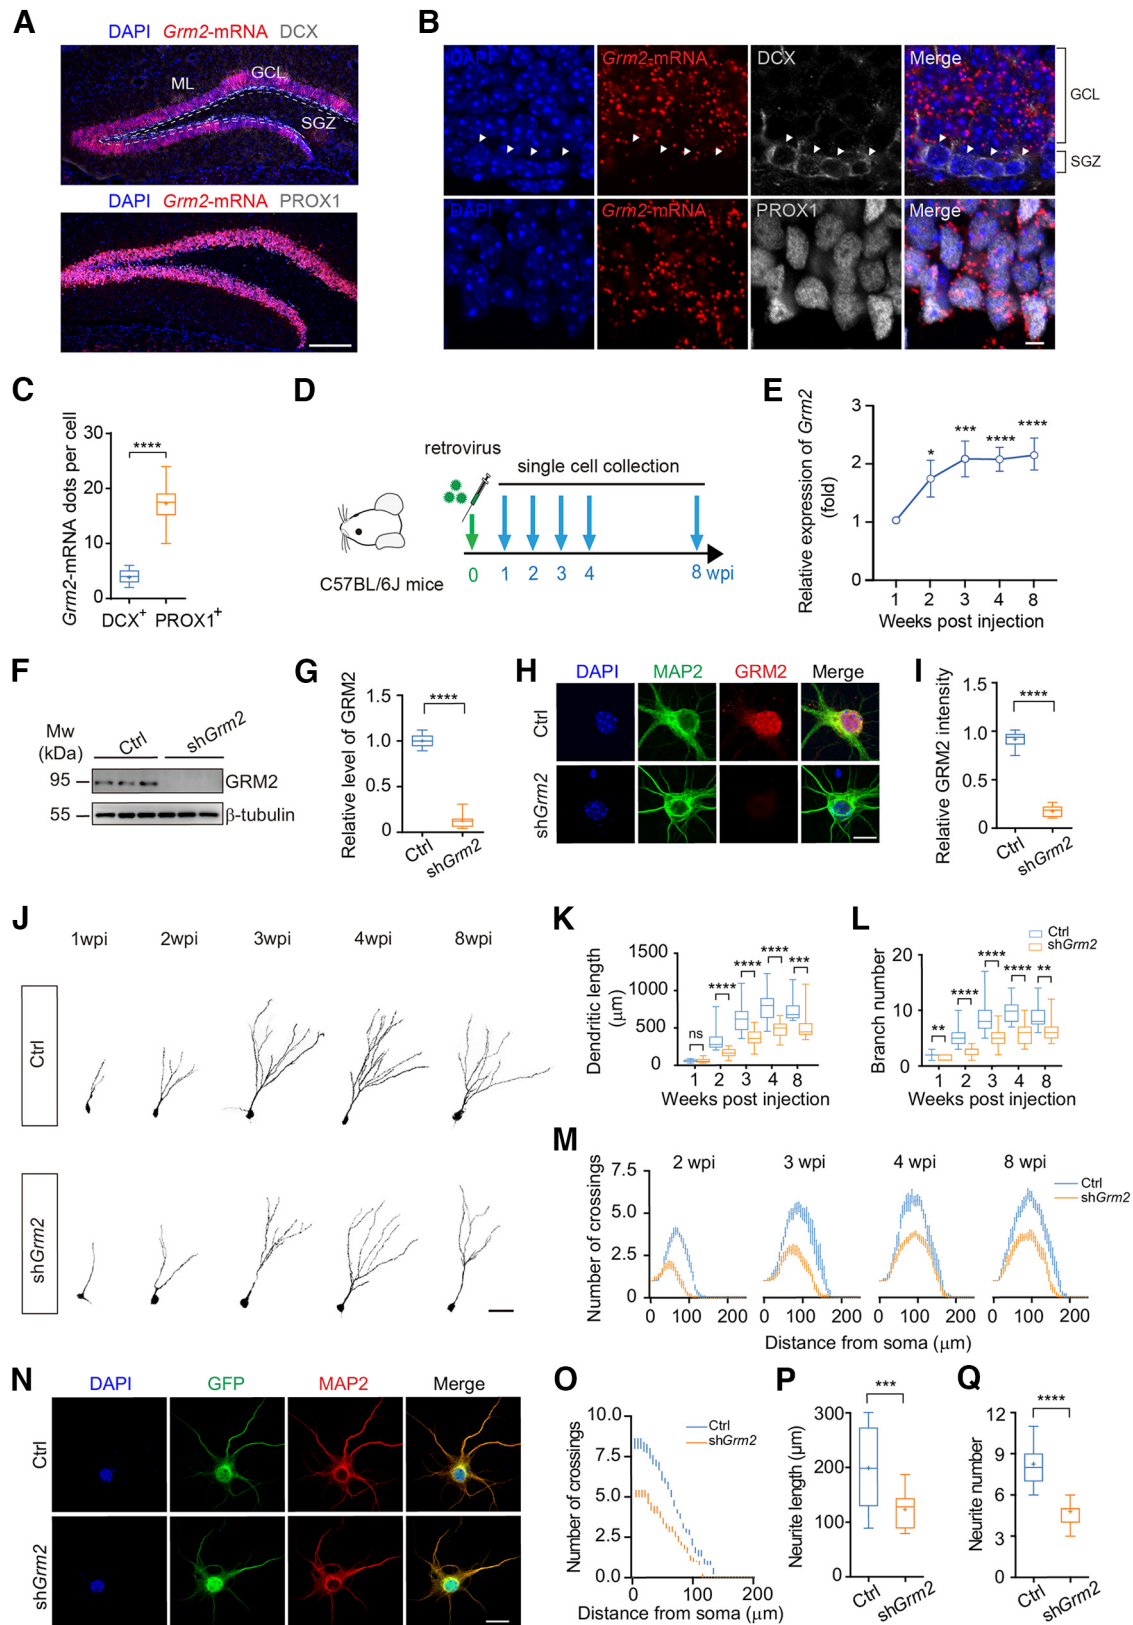 A
DAPI Grm2-mRNA DCX
ML
GCL
SGZ
DAPI Grm2-mRNA PROX1
B
DAPI
Grm2-mRNA
DCX
Merge
GCL
SGZ
DAPI
Grm2-mRNA
PROX1
Merge
C
Grm2-mRNA dots per cell
30
20
10
0
****
DCX+ PROX1+
D
retrovirus
single cell collection
C57BL/6J mice
0 1 2 3 4 8 wpi
E
Relative expression of Grm2
(fold)
3
2
1
0
* *** **** ****
1 2 3 4 8
Weeks post injection
F
Mw
(kDa)
Ctrl shGrm2
95
GRM2
55
β-tubulin
G
Relative level of GRM2
1.5
1.0
0.5
0
****
Ctrl
shGrm2
H
DAPI MAP2 GRM2 Merge
Ctrl
shGrm2
I
Relative GRM2 intensity
1.5
1.0
0.5
0
****
Ctrl
shGrm2
J
1wpi 2wpi 3wpi 4wpi 8wpi
Ctrl
shGrm2
K
Dendritic length
(μm)
1500
1000
500
0
ns **** **** **** ***
1 2 3 4 8
Weeks post injection
L
Ctrl
shGrm2
Branch number
20
10
0
** **** **** **** **
1 2 3 4 8
Weeks post injection
M
Number of crossings
7.5
5.0
2.5
0
2 wpi 3 wpi 4 wpi 8 wpi
Ctrl
shGrm2
0 100 200 0 100 200 0 100 200 0 100 200
Distance from soma (μm)
N
DAPI GFP MAP2 Merge
Ctrl
shGrm2
O
Number of crossings
10.0
7.5
5.0
2.5
0
Ctrl
shGrm2
0 100 200
Distance from soma (μm)
P
Neurite length (μm)
300
200
100
0
***
Ctrl
shGrm2
Q
Neurite number
12
9
6
3
0
****
Ctrl
shGrm2